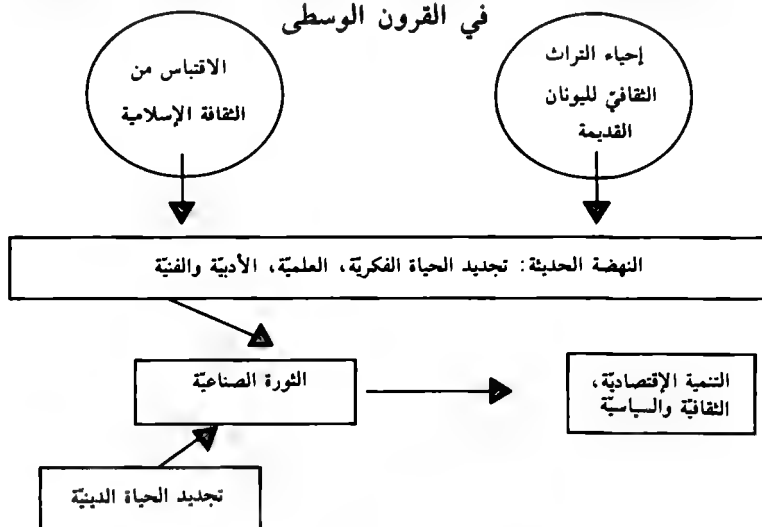 في القرون الوسطى
إحياء التراث
الثقافيّ لليونان
القديمة
الاقتباس من
الثقافة الإسلامية
النهضة الحديثة: تجديد الحياة الفكريّة، العلميّة، الأدبيّة والفنيّة
الثورة الصناعيّة
التنمية الإقتصاديّة،
الثقافيّة والسياسيّة
تجديد الحياة الدينيّة